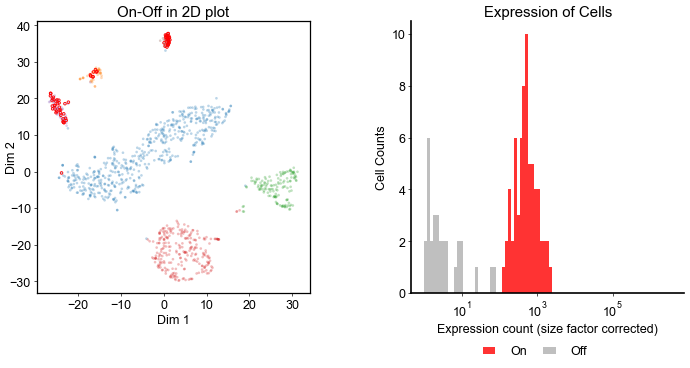 On-Off in 2D plot
Expression of Cells
40
30
20
10
0
−10
−20
−30
Dim 2
−20 −10 0 10 20 30
Dim 1
10
8
6
4
2
0
Cell Counts
10^1 10^3 10^5
Expression count (size factor corrected)
On Off